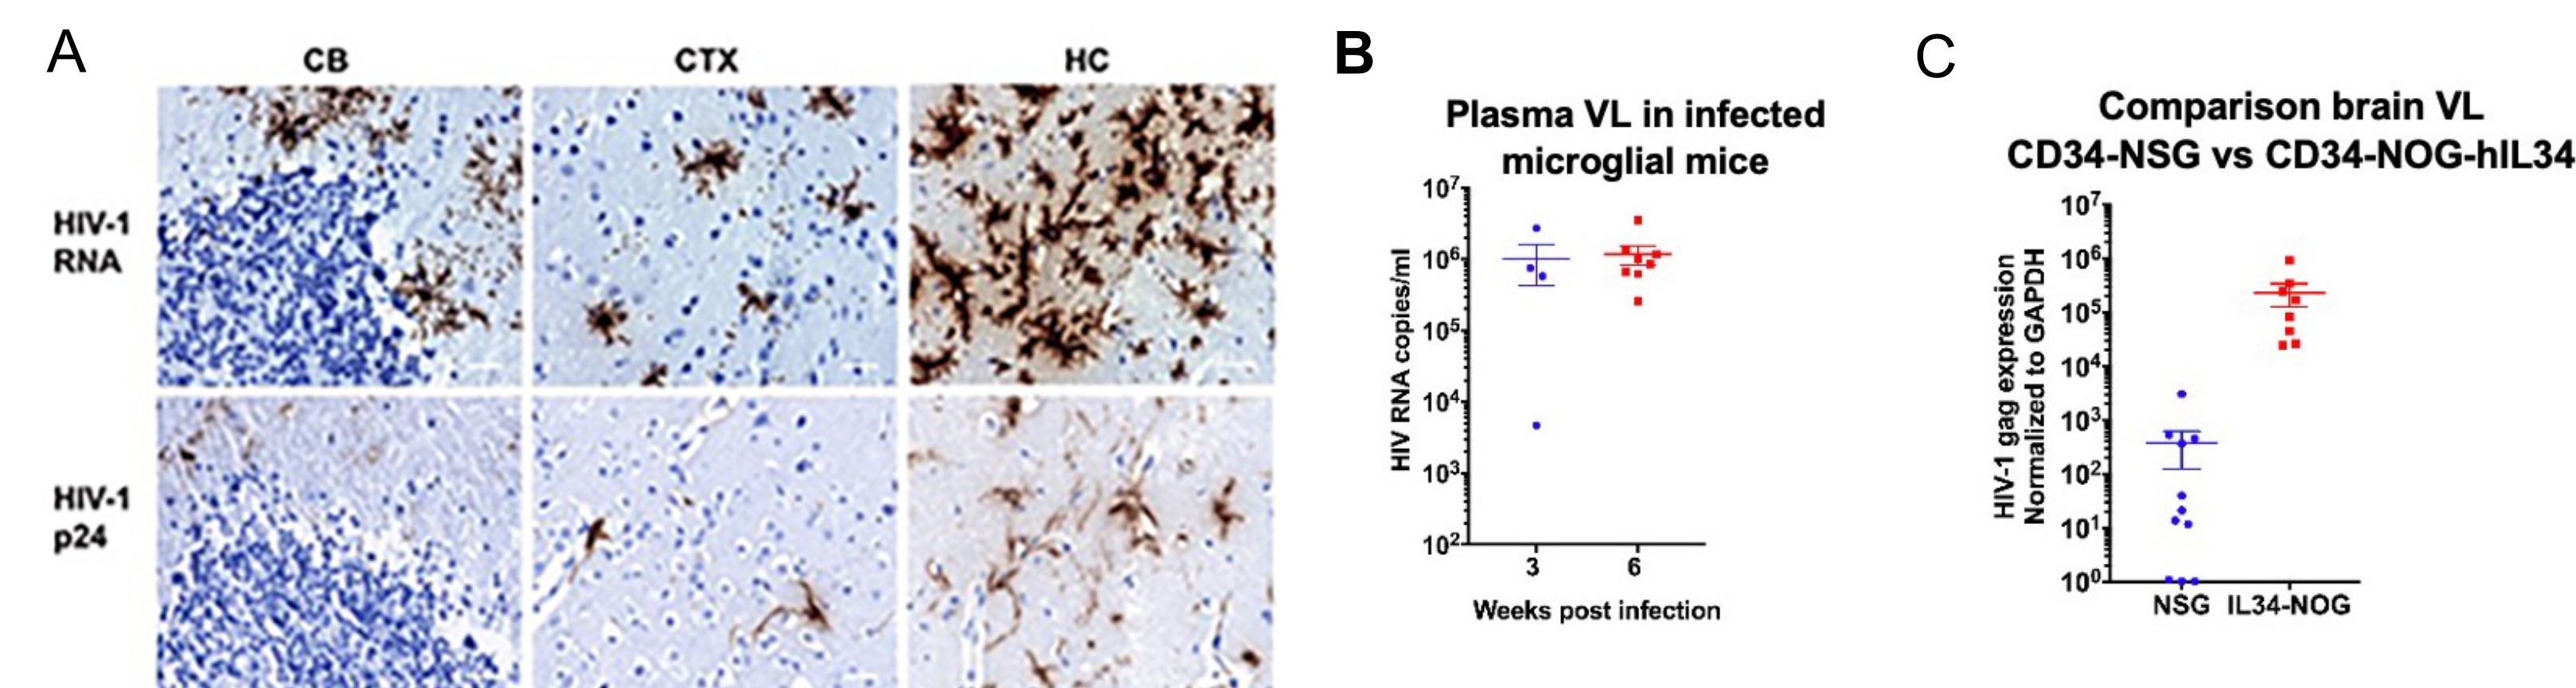 A
CB
CTX
HC
HIV-1
RNA
HIV-1
p24
B
Plasma VL in infected
microglial mice
HIV RNA copies/ml
10⁷
10⁶
10⁵
10⁴
10³
10²
3
6
Weeks post infection
C
Comparison brain VL
CD34-NSG vs CD34-NOG-hIL34
HIV-1 gag expression
Normalized to GAPDH
10⁷
10⁶
10⁵
10⁴
10³
10²
10¹
10⁰
NSG
IL34-NOG